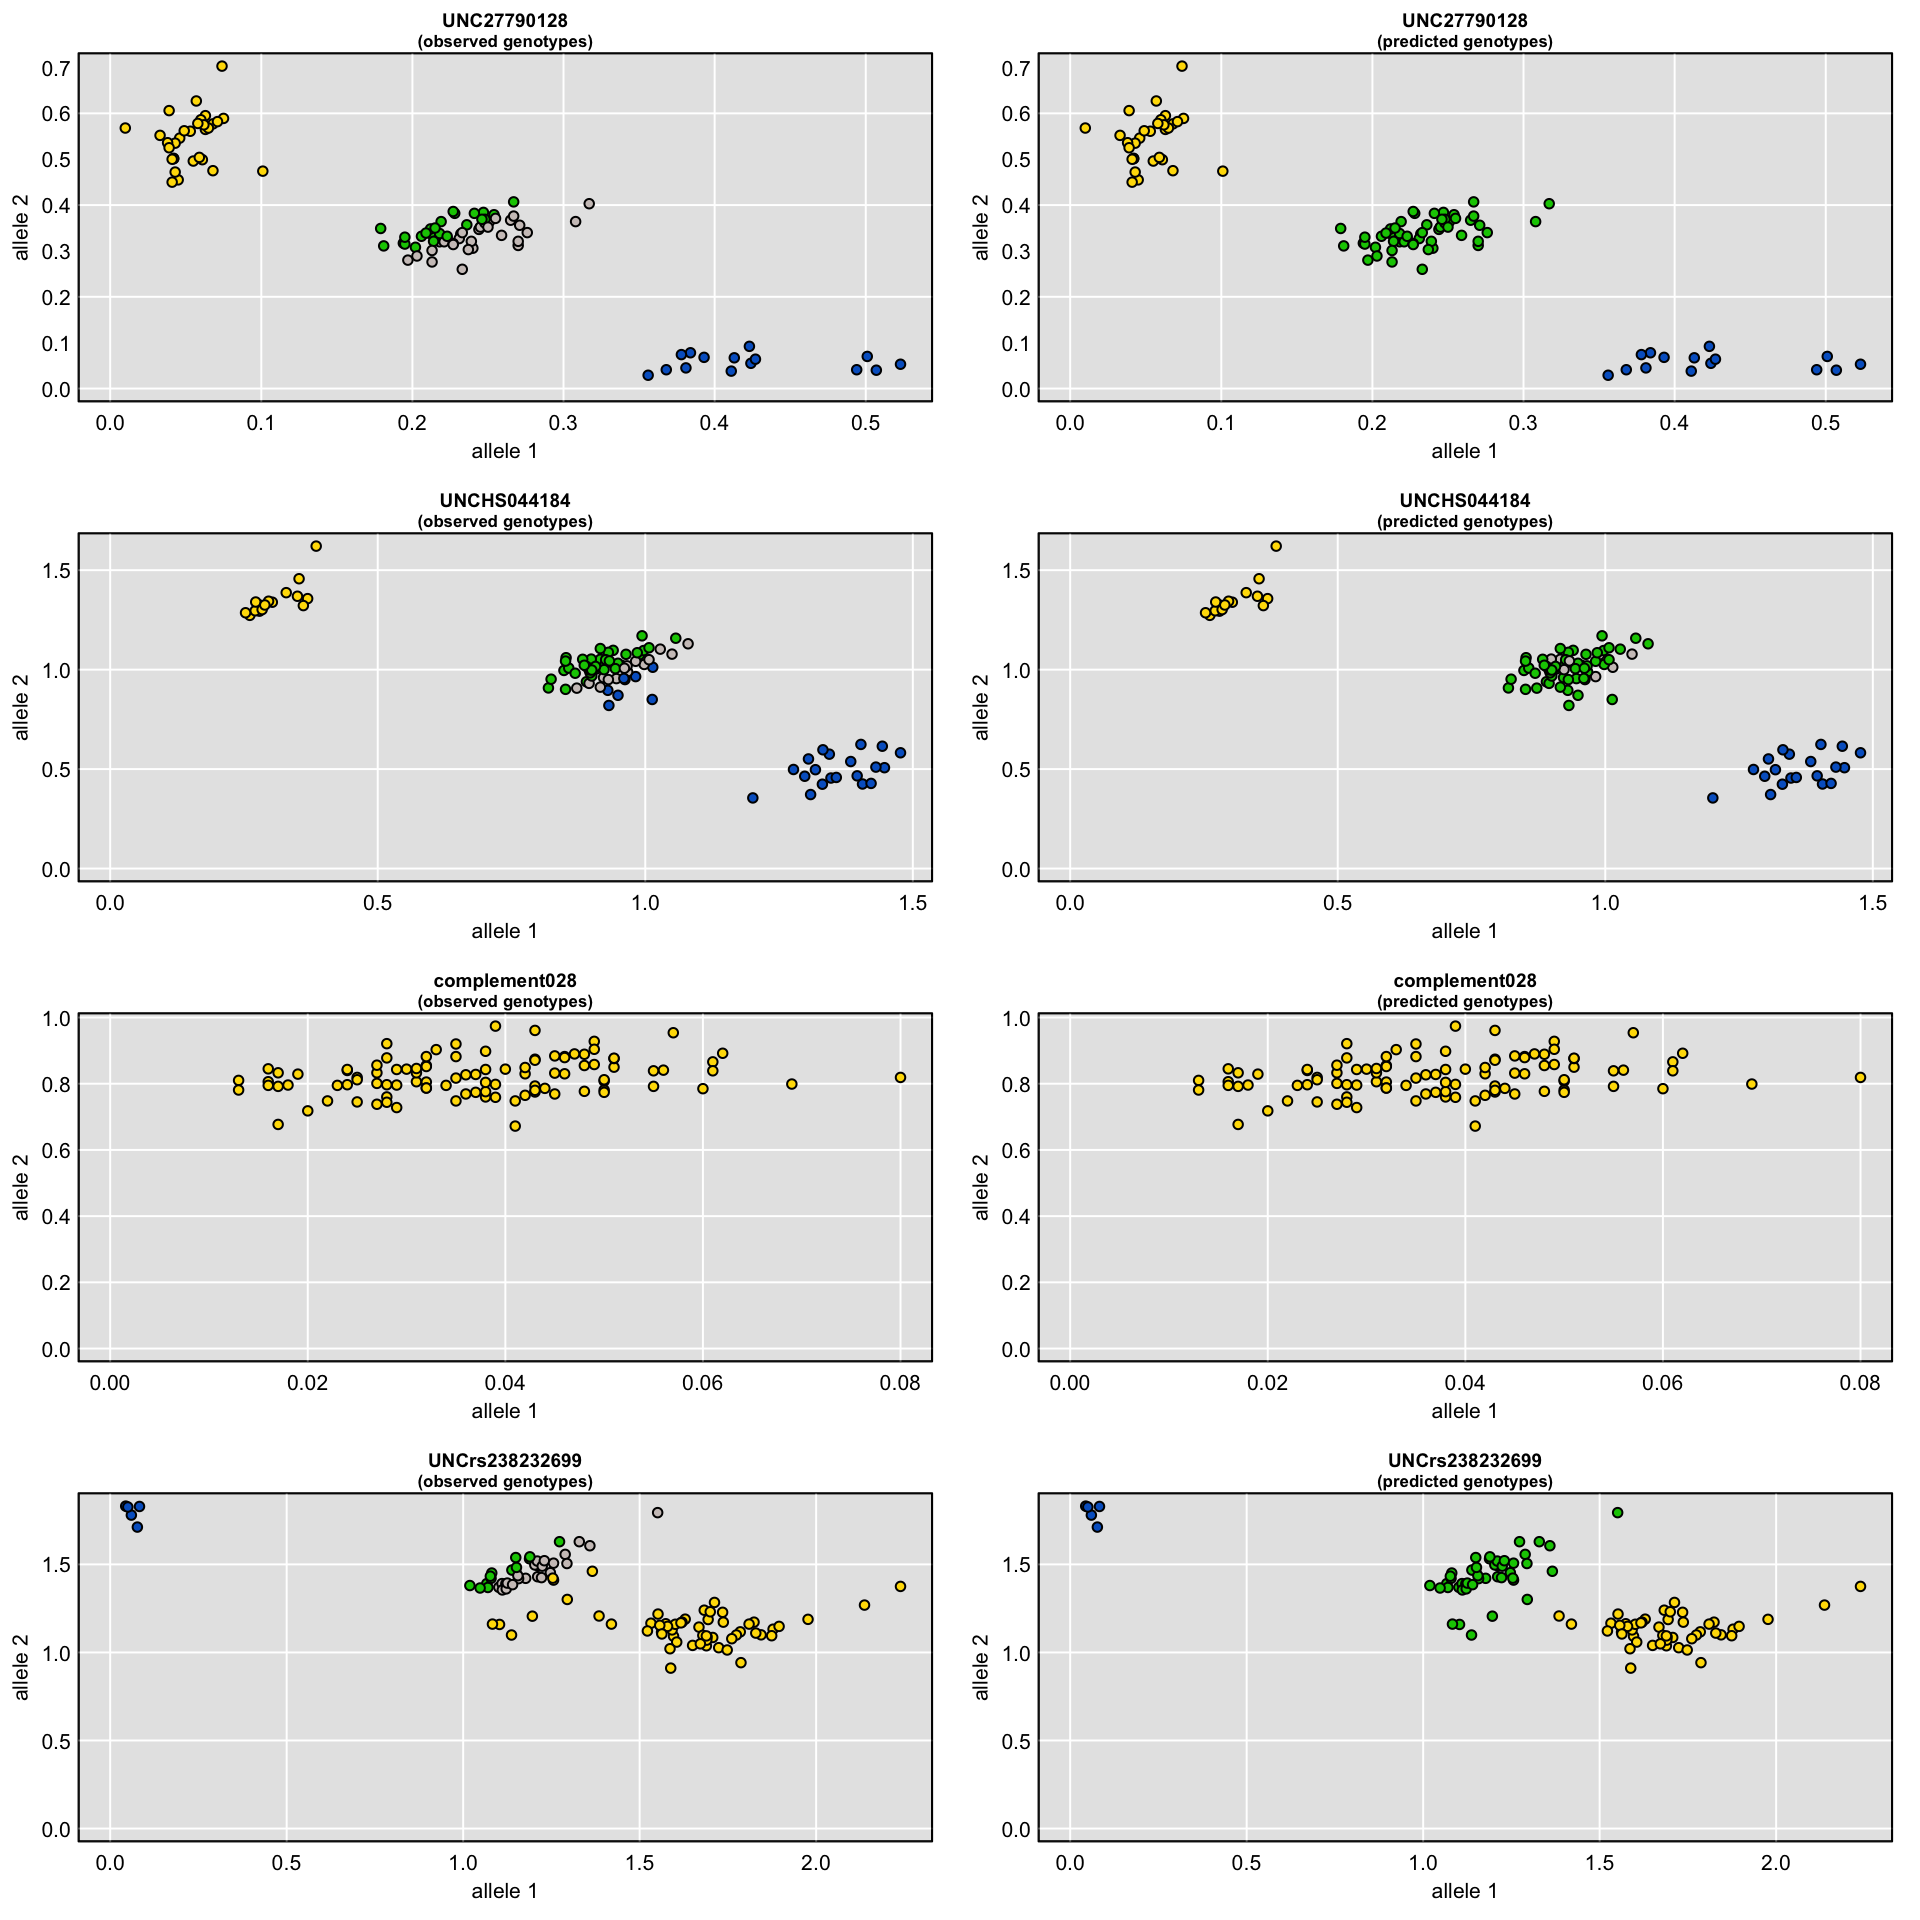 UNC27790128
(observed genotypes)
0.7
0.6
0.5
0.4
0.3
0.2
0.1
0.0
allele 2
0.0 0.1 0.2 0.3 0.4 0.5
allele 1
UNC27790128
(predicted genotypes)
0.7
0.6
0.5
0.4
0.3
0.2
0.1
0.0
allele 2
0.0 0.1 0.2 0.3 0.4 0.5
allele 1
UNCHS044184
(observed genotypes)
1.5
1.0
0.5
0.0
allele 2
0.0 0.5 1.0 1.5
allele 1
UNCHS044184
(predicted genotypes)
1.5
1.0
0.5
0.0
allele 2
0.0 0.5 1.0 1.5
allele 1
complement028
(observed genotypes)
1.0
0.8
0.6
0.4
0.2
0.0
allele 2
0.00 0.02 0.04 0.06 0.08
allele 1
complement028
(predicted genotypes)
1.0
0.8
0.6
0.4
0.2
0.0
allele 2
0.00 0.02 0.04 0.06 0.08
allele 1
UNCrs238232699
(observed genotypes)
1.5
1.0
0.5
0.0
allele 2
0.0 0.5 1.0 1.5 2.0
allele 1
UNCrs238232699
(predicted genotypes)
1.5
1.0
0.5
0.0
allele 2
0.0 0.5 1.0 1.5 2.0
allele 1